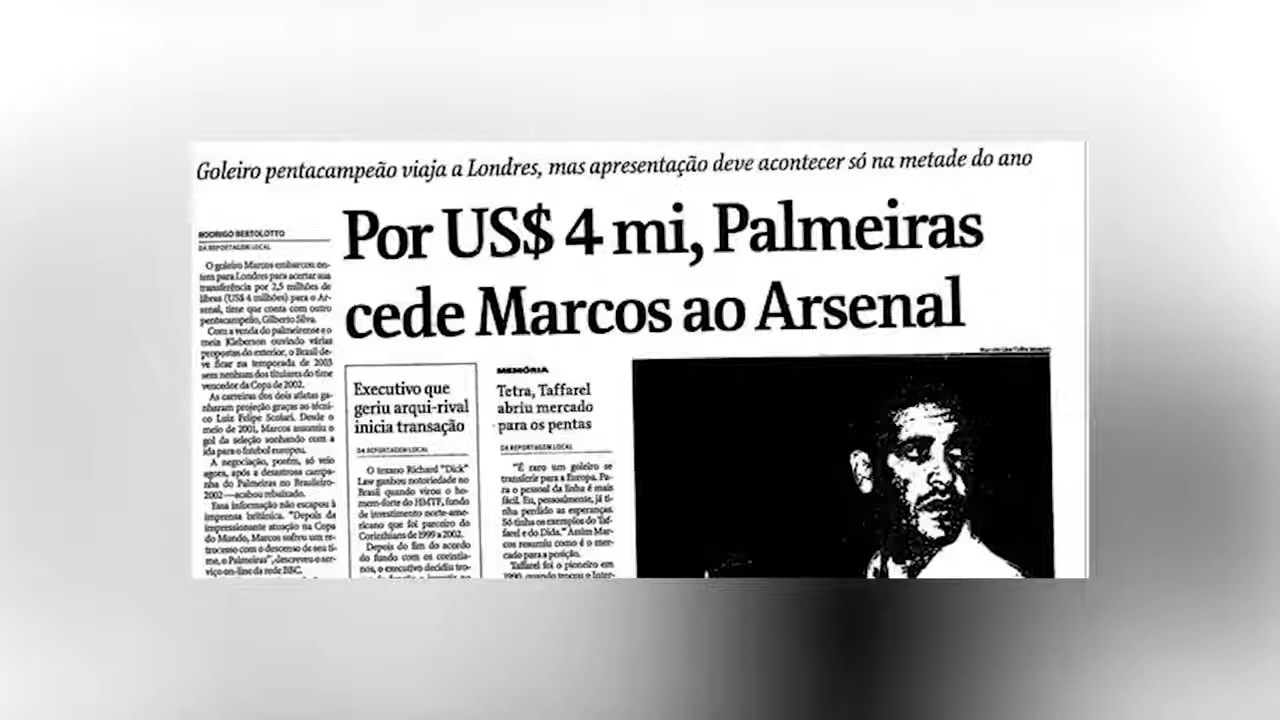 Goleiro pentacampeão viaja a Londres, mas apresentação deve acontecer só na metade do ano
Por US$ 4 mi, Palmeiras
cede Marcos ao Arsenal
RODRIGO BERTOLOTTO
DA REPORTAGEM LOCAL
O goleiro Marcos embarcou on-
tem para Londres para acertar sua
transferência por 2,5 milhões de
libras (US$ 4 milhões) para o Ar-
senal, time que conta com outro
pentacampeão, Gilberto Silva.
Com a venda do palmeirense e o
meia Kleberson ouvindo várias
propostas do exterior, o Brasil de-
ve ficar na temporada de 2003
sem nenhum dos titulares do time
vencedor da Copa de 2002.
As carreiras dos dois atletas ga-
nharam projeção graças ao técni-
co Luiz Felipe Scolari. Desde o
meio de 2001, Marcos assumiu o
gol da seleção sonhando com a
ida para o futebol europeu.
A negociação, porém, só veio
agora, após a desastrosa campa-
nha do Palmeiras no Brasileiro-
2002 —acabou rebaixado.
Essa informação não escapou à
imprensa britânica. "Depois da
impressionante atuação na Copa
do Mundo, Marcos sofreu um re-
trocesso com o descenso de seu ti-
me, o Palmeiras", descreveu o ser-
viço on-line da rede BBC.
Executivo que
geriu arqui-rival
inicia transação
DA REPORTAGEM LOCAL
O texano Richard "Dick"
Law ganhou notoriedade no
Brasil quando virou o ho-
mem-forte do HMTF, fundo
de investimento norte-ame-
ricano que foi parceiro do
Corinthians de 1999 a 2002.
Depois do fim do acordo
do fundo com os corintia-
nos, o executivo decidiu tro-
MEMÓRIA
Tetra, Taffarel
abriu mercado
para os pentas
DA REPORTAGEM LOCAL
"É raro um goleiro se
transferir para a Europa. Pa-
ra o pessoal da linha é mais
fácil. Eu, pessoalmente, já ti-
nha perdido as esperanças.
Só tinha os exemplos do Taf-
farel e do Dida." Assim Mar-
cos resumiu como é o mer-
cado para a posição.
Taffarel foi o pioneiro em
1990, quando trocou o Inter-